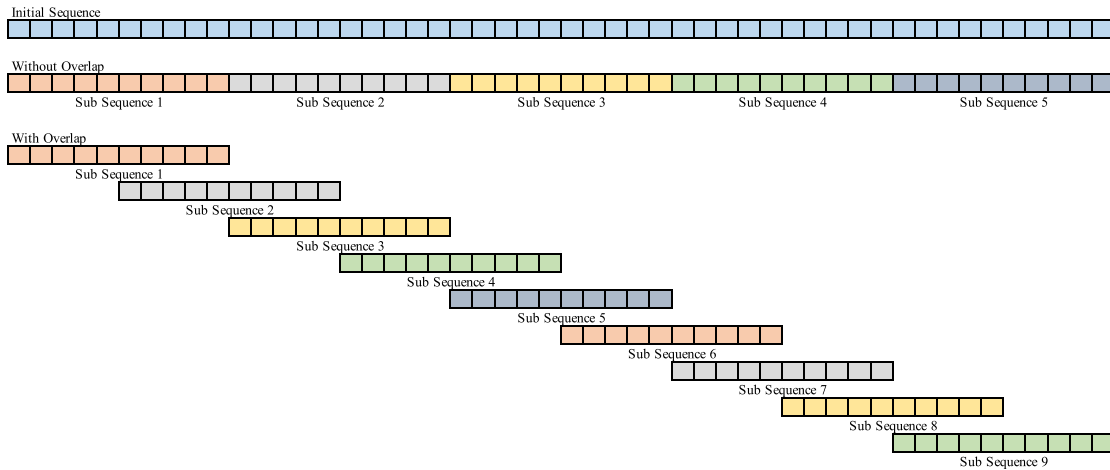 Initial Sequence
Without Overlap
Sub Sequence 1 Sub Sequence 2 Sub Sequence 3 Sub Sequence 4 Sub Sequence 5
With Overlap
Sub Sequence 1
Sub Sequence 2
Sub Sequence 3
Sub Sequence 4
Sub Sequence 5
Sub Sequence 6
Sub Sequence 7
Sub Sequence 8
Sub Sequence 9